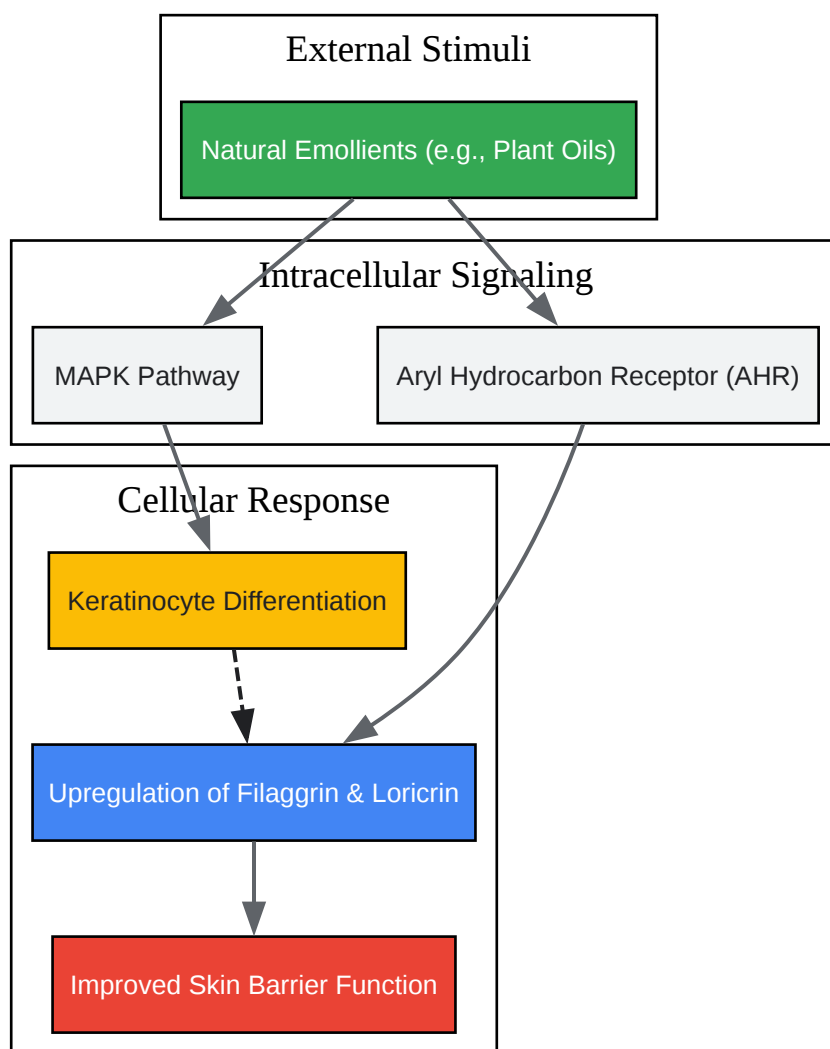 External Stimuli
Natural Emollients (e.g., Plant Oils)
Intracellular Signaling
MAPK Pathway
Aryl Hydrocarbon Receptor (AHR)
Cellular Response
Keratinocyte Differentiation
Upregulation of Filaggrin & Loricrin
Improved Skin Barrier Function